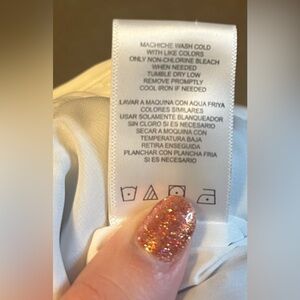 MACHICHE WASH COLD
WITH LIKE COLORS
ONLY NON-CHLORINE BLEACH
WHEN NEEDED
TUMBLE DRY LOW
REMOVE PROMPTLY
COOL IRON IF NEEDED
LAVAR A MAQUINA CON AQUA FRIYA
COLORES SIMILARES
USAR SOLAMENTE BLANQUEADOR
SIN CLGRO SI ES NECESARIO
SECAR A MOQUINA CON
TEMPERATURA BAJA
RETIRA ENSEGUIDA
PLANCHAR CON PLANCHA FRIA
SI ES NECESARIO